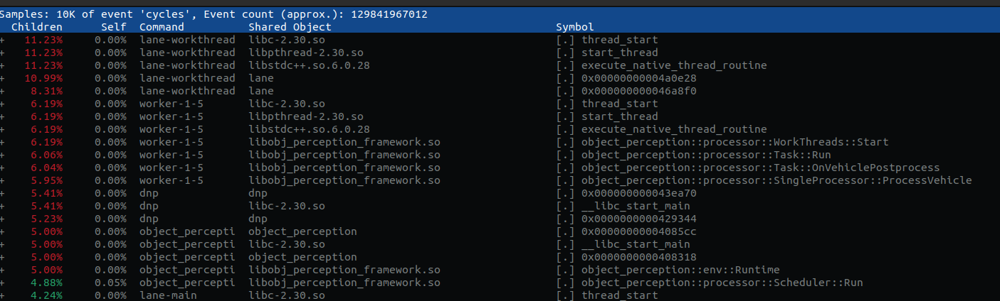 Samples: 10K of event 'cycles', Event count (approx.): 129841967012
Children Self Command Shared Object Symbol
+ 11.23% 0.00% lane-workthread libc-2.30.so [.] thread_start
+ 11.23% 0.00% lane-workthread libpthread-2.30.so [.] start_thread
+ 11.23% 0.00% lane-workthread libstdc++.so.6.0.28 [.] execute_native_thread_routine
+ 10.99% 0.00% lane-workthread lane [.] 0x00000000004a0e28
+ 8.31% 0.00% lane-workthread lane [.] 0x000000000046a8f0
+ 6.19% 0.00% worker-1-5 libc-2.30.so [.] thread_start
+ 6.19% 0.00% worker-1-5 libpthread-2.30.so [.] start_thread
+ 6.19% 0.00% worker-1-5 libstdc++.so.6.0.28 [.] execute_native_thread_routine
+ 6.19% 0.00% worker-1-5 libobj_perception_framework.so [.] object_perception::processor::WorkThreads::Start
+ 6.06% 0.00% worker-1-5 libobj_perception_framework.so [.] object_perception::processor::Task::Run
+ 6.04% 0.00% worker-1-5 libobj_perception_framework.so [.] object_perception::processor::Task::OnVehiclePostprocess
+ 5.95% 0.00% worker-1-5 libobj_perception_framework.so [.] object_perception::processor::SingleProcessor::ProcessVehicle
+ 5.41% 0.00% dnp dnp [.] 0x000000000043ea70
+ 5.41% 0.00% dnp libc-2.30.so [.] __libc_start_main
+ 5.23% 0.00% dnp dnp [.] 0x0000000000429344
+ 5.00% 0.00% object_percepti object_perception [.] 0x00000000004085cc
+ 5.00% 0.00% object_percepti libc-2.30.so [.] __libc_start_main
+ 5.00% 0.00% object_percepti object_perception [.] 0x0000000000408318
+ 5.00% 0.00% object_percepti libobj_perception_framework.so [.] object_perception::env::Runtime
+ 4.88% 0.05% object_percepti libobj_perception_framework.so [.] object_perception::processor::Scheduler::Run
+ 4.24% 0.00% lane-main libc-2.30.so [.] thread_start